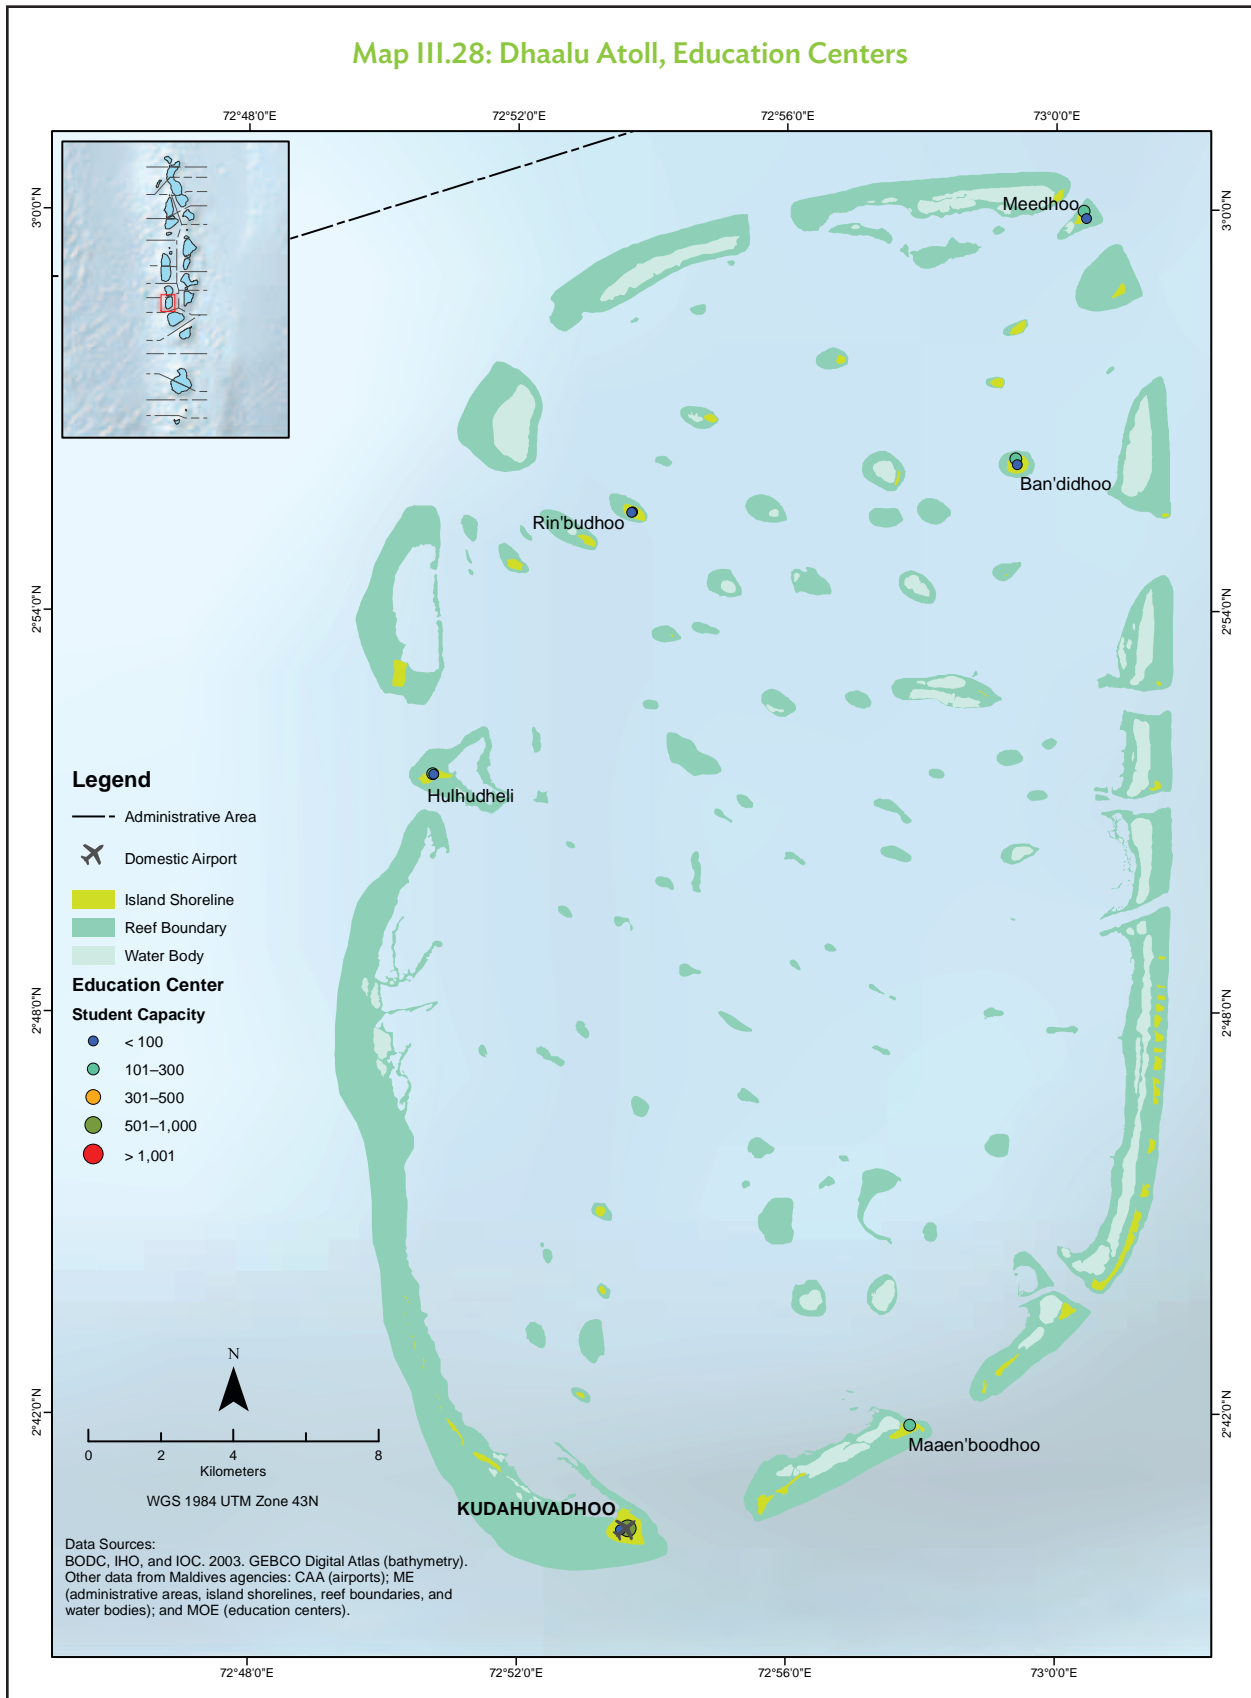 Map III.28: Dhaalu Atoll, Education Centers
72°48'0"E
72°52'0"E
72°56'0"E
73°0'0"E
3°0'0"N
3°0'0"N
Meedhoo
Ban'didhoo
Rin'budhoo
2°54'0"N
2°54'0"N
Hulhudheli
Legend
Administrative Area
Domestic Airport
Island Shoreline
Reef Boundary
Water Body
Education Center
Student Capacity
< 100
101–300
301–500
501–1,000
> 1,001
2°48'0"N
2°48'0"N
N
0 2 4 8
Kilometers
WGS 1984 UTM Zone 43N
2°42'0"N
2°42'0"N
Maaen'boodhoo
KUDAHUVADHOO
Data Sources:
BODC, IHO, and IOC. 2003. GEBCO Digital Atlas (bathymetry).
Other data from Maldives agencies: CAA (airports); ME
(administrative areas, island shorelines, reef boundaries, and
water bodies); and MOE (education centers).
72°48'0"E
72°52'0"E
72°56'0"E
73°0'0"E